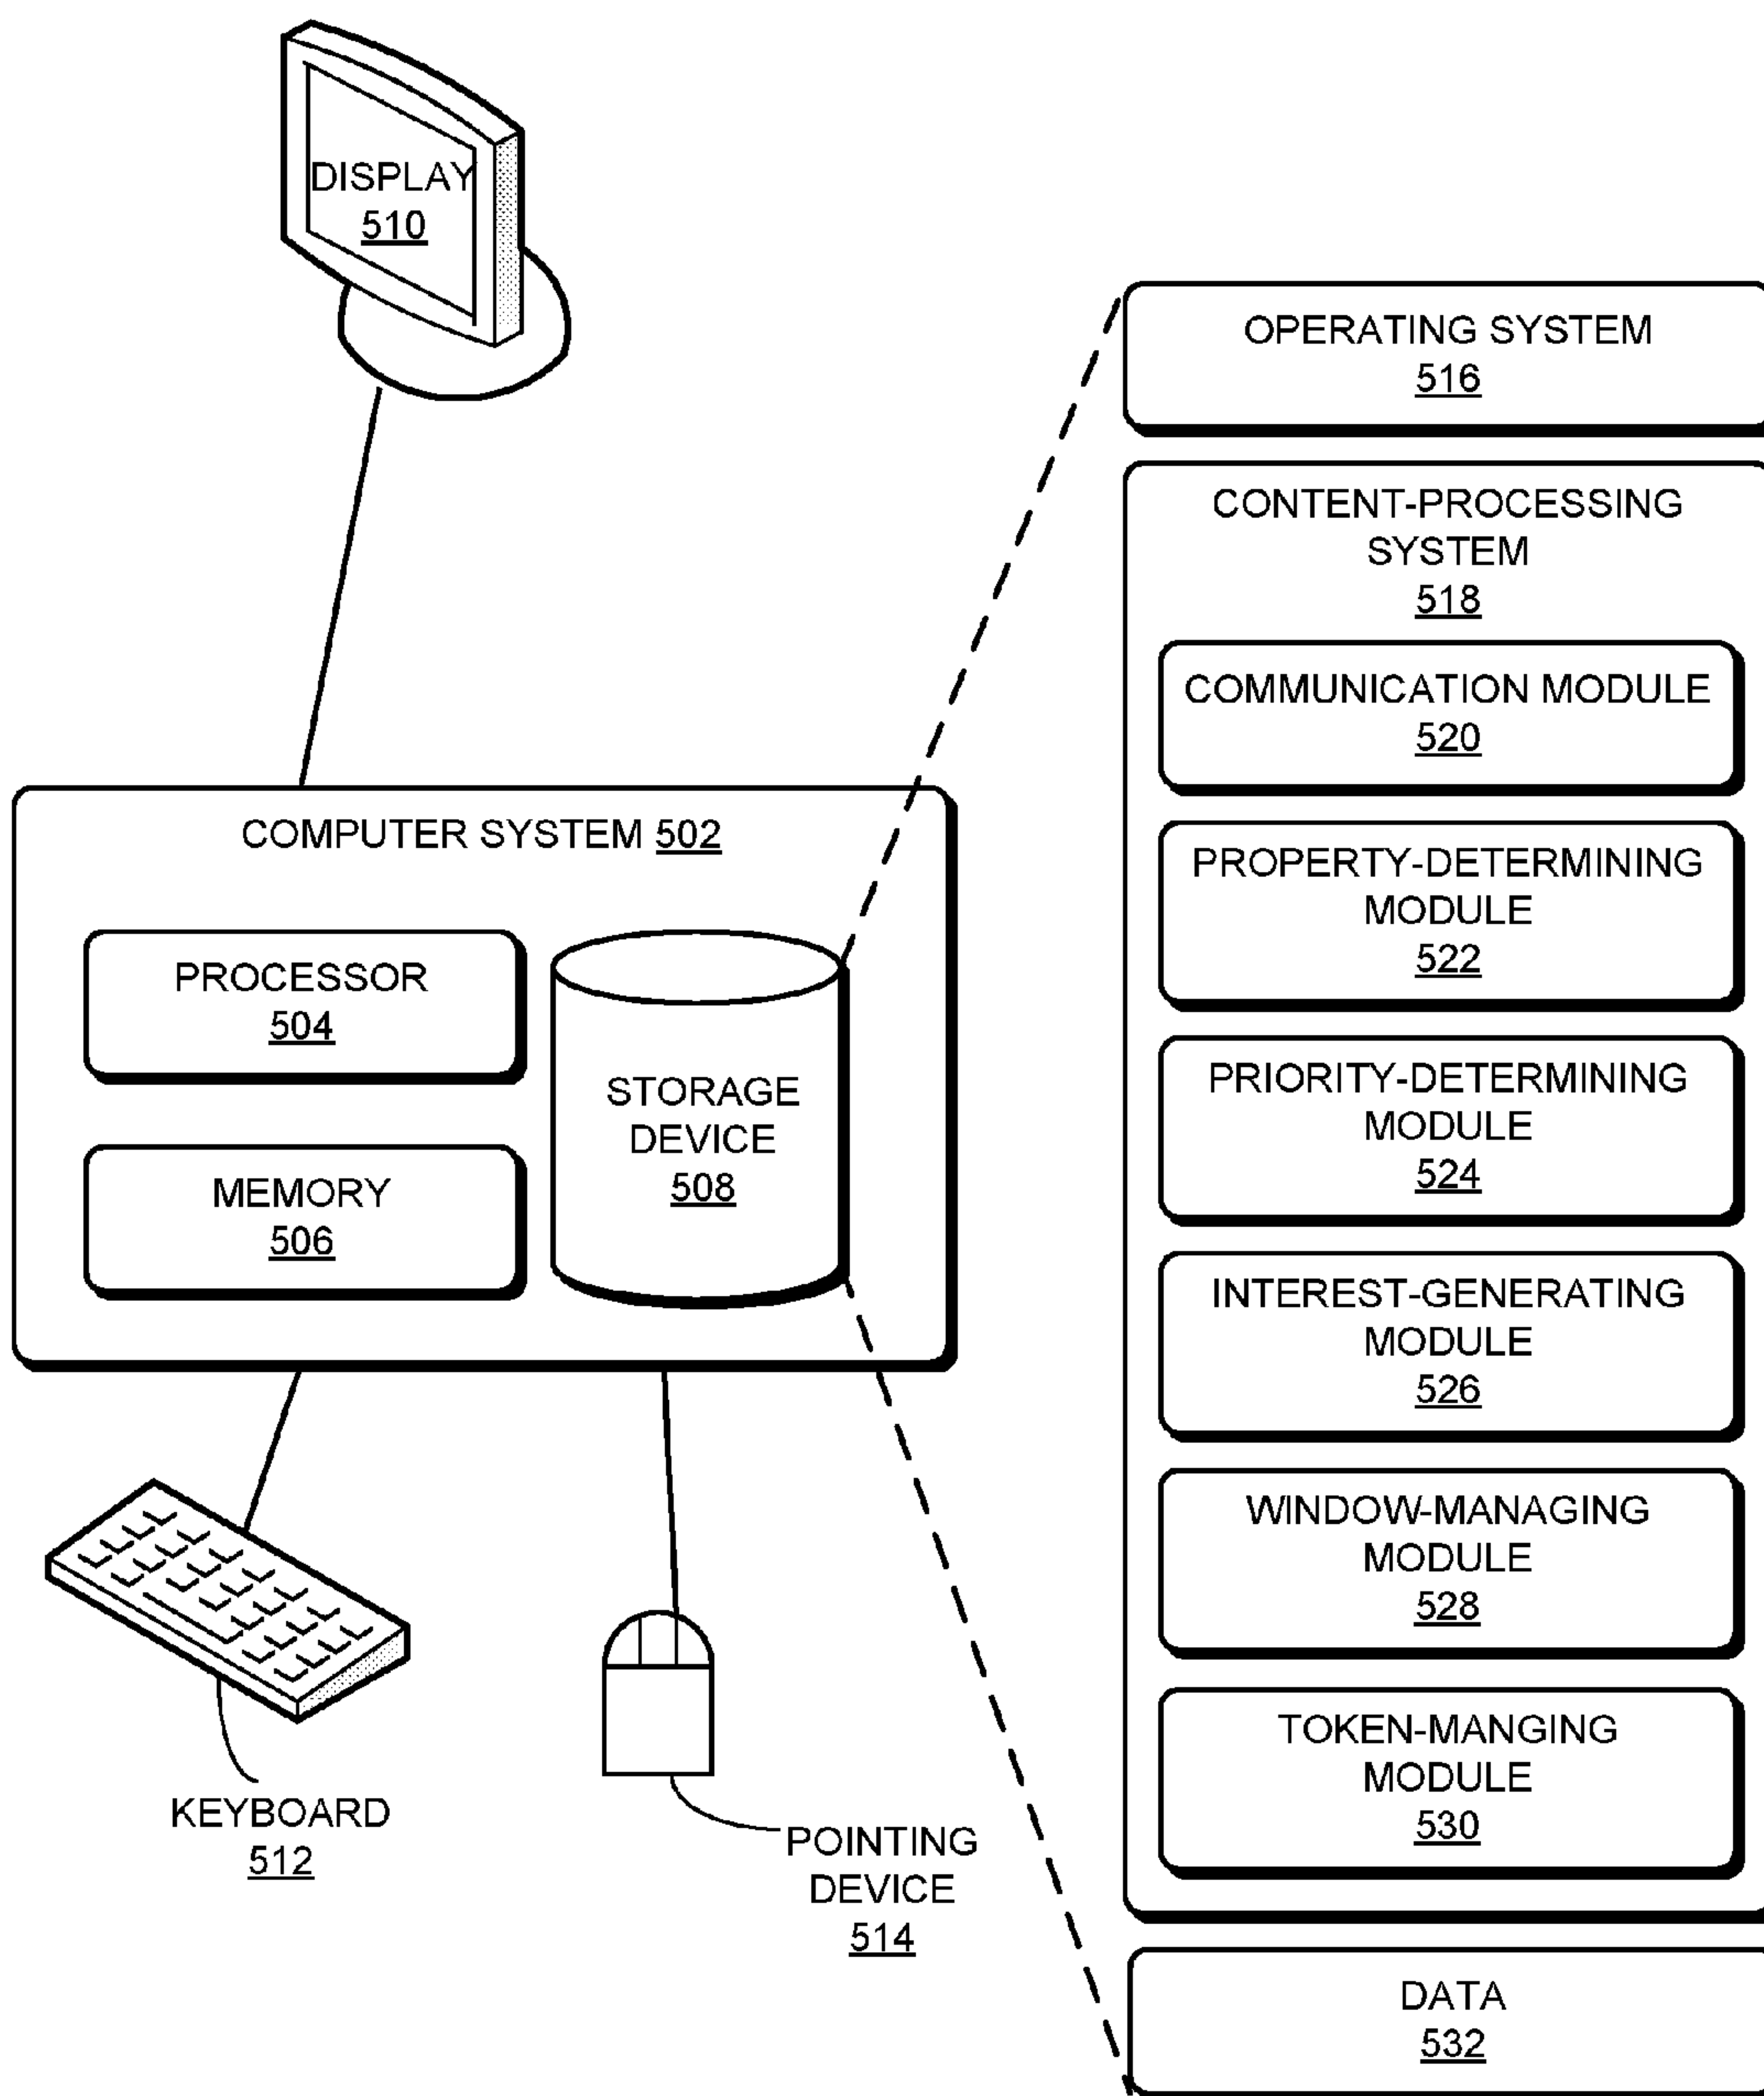 DISPLAY
510
COMPUTER SYSTEM 502
PROCESSOR
504
MEMORY
506
STORAGE
DEVICE
508
KEYBOARD
512
POINTING
DEVICE
514
OPERATING SYSTEM
516
CONTENT-PROCESSING
SYSTEM
518
COMMUNICATION MODULE
520
PROPERTY-DETERMINING
MODULE
522
PRIORITY-DETERMINING
MODULE
524
INTEREST-GENERATING
MODULE
526
WINDOW-MANAGING
MODULE
528
TOKEN-MANGING
MODULE
530
DATA
532